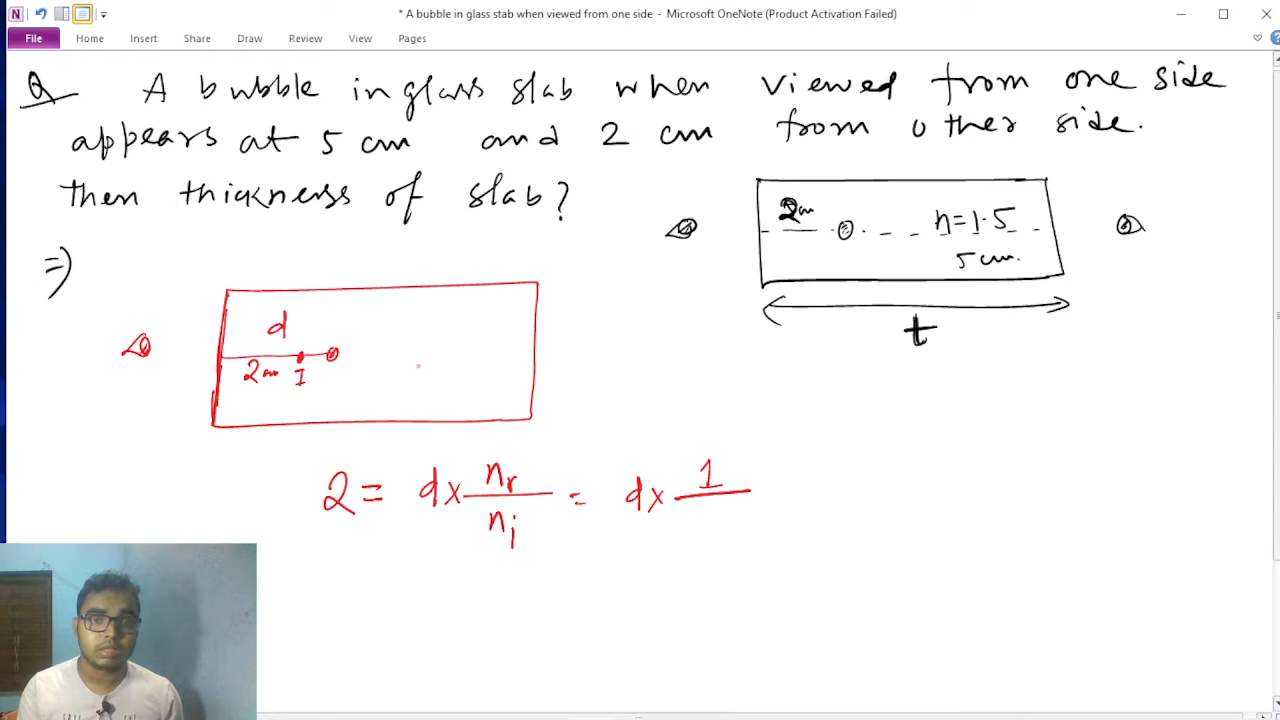 * A bubble in glass stab when viewed from one side - Microsoft OneNote (Product Activation Failed)
File Home Insert Share Draw Review View Pages
Q A bubble in glass slab when viewed from one side
appears at 5 cm and 2 cm from other side.
then thickness of slab?
2cm n=1.5
5 cm.
t
=)
d
2cm I
2 = d× nr/ni = d× 1